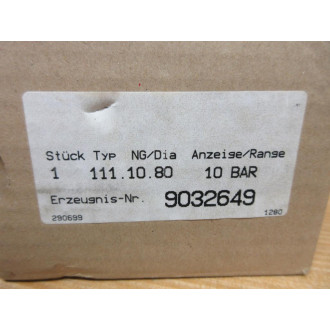 Stück Typ NG/Dia Anzeige/Range
1 111.10.80 10 BAR
Erzeugnis-Nr. 9032649
290699 1280